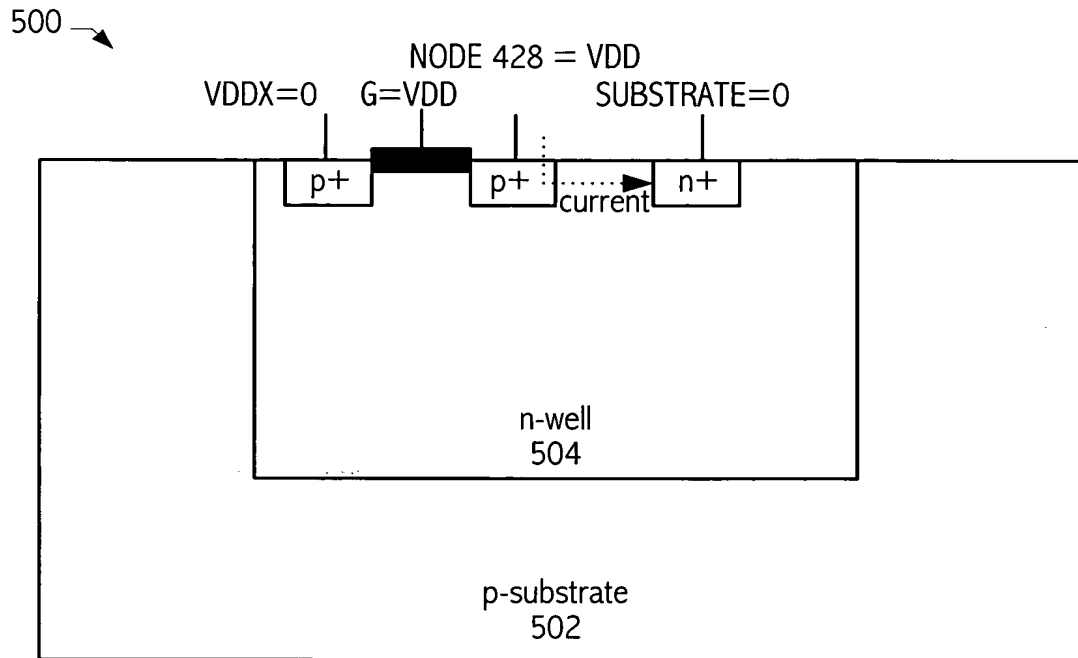 500
NODE 428 = VDD
VDDX=0 G=VDD SUBSTRATE=0
p+ p+ n+
current
n-well
504
p-substrate
502